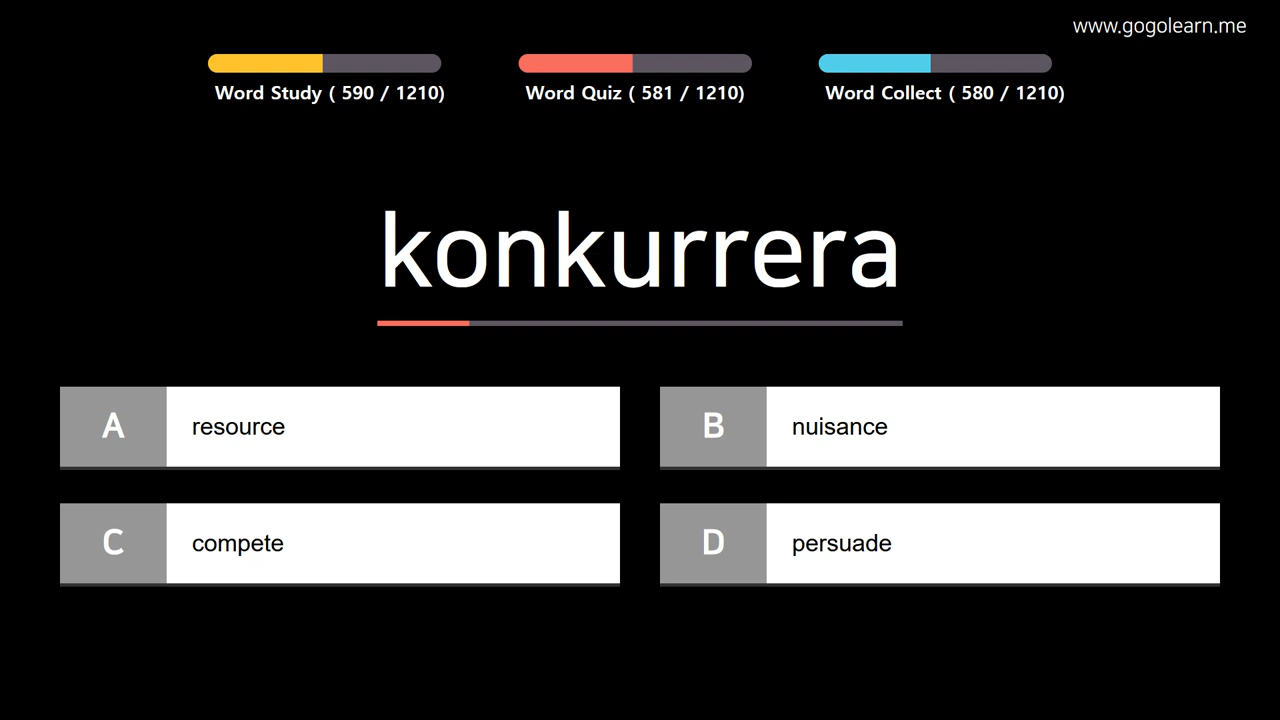 www.gogolearn.me
Word Study ( 590 / 1210)
Word Quiz ( 581 / 1210)
Word Collect ( 580 / 1210)
konkurrera
A resource
B nuisance
C compete
D persuade